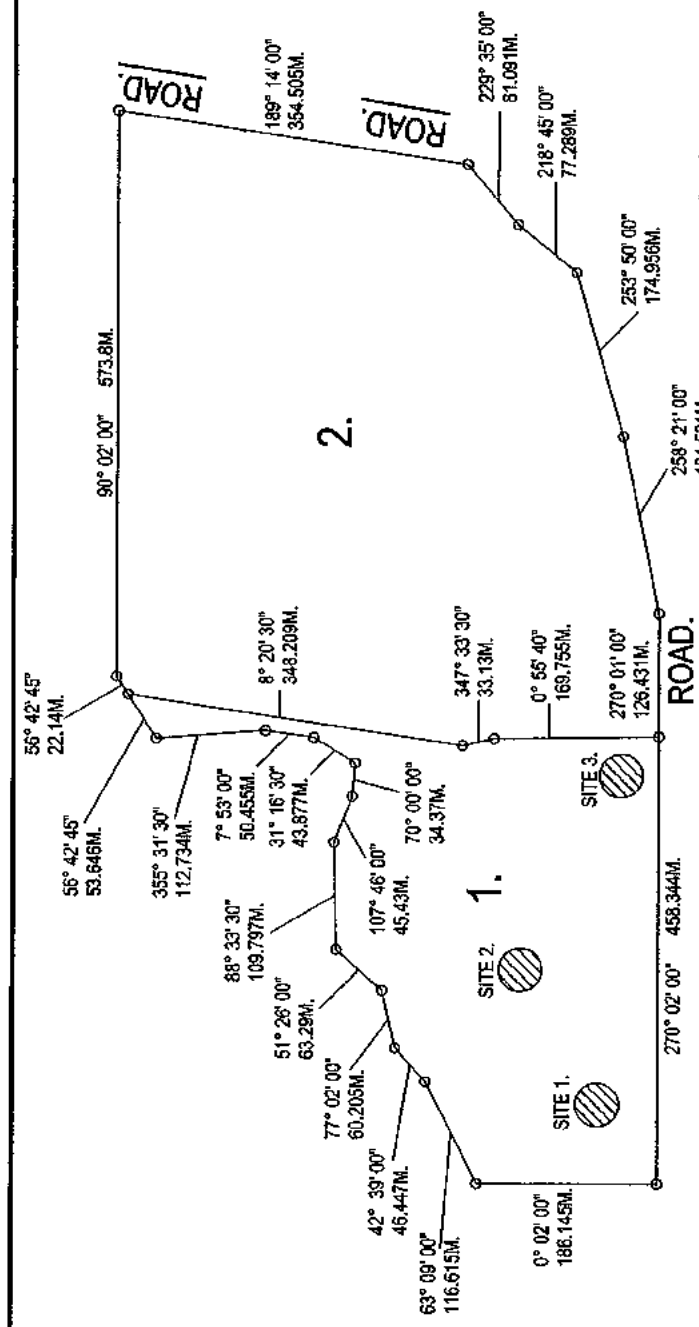 56° 42' 45"
22.14M.
90° 02' 00" 573.8M.
ROAD.
189° 14' 00"
354.505M.
ROAD.
229° 35' 00"
81.091M.
218° 45' 00"
77.289M.
253° 50' 00"
174.956M.
258° 21' 00"
56° 42' 45"
53.646M.
355° 31' 30"
112.734M.
7° 53' 00"
50.455M.
31° 16' 30"
43.877M.
8° 20' 30"
348.209M.
2.
88° 33' 30"
109.797M.
107° 46' 00"
45.43M.
70° 00' 00"
34.37M.
347° 33' 30"
33.13M.
0° 55' 40"
169.755M.
51° 26' 00"
63.29M.
77° 02' 00"
60.205M.
42° 39' 00"
46.447M.
63° 09' 00"
116.615M.
1.
SITE 1.
SITE 2.
SITE 3.
0° 02' 00"
186.145M.
270° 02' 00" 458.344M.
270° 01' 00"
126.431M.
ROAD.